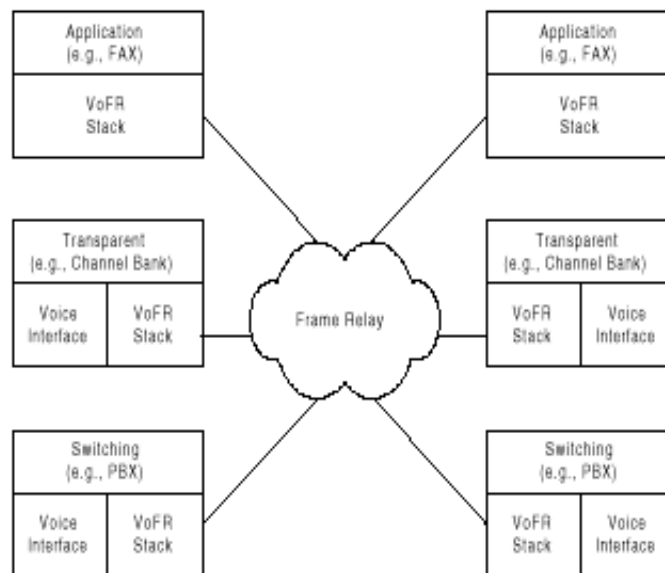 Application
(e.g., FAX)
VoFR
Stack
Application
(e.g., FAX)
VoFR
Stack
Transparent
(e.g., Channel Bank)
Voice
Interface
VoFR
Stack
Frame Relay
Transparent
(e.g., Channel Bank)
VoFR
Stack
Voice
Interface
Switching
(e.g., PBX)
Voice
Interface
VoFR
Stack
Switching
(e.g., PBX)
VoFR
Stack
Voice
Interface